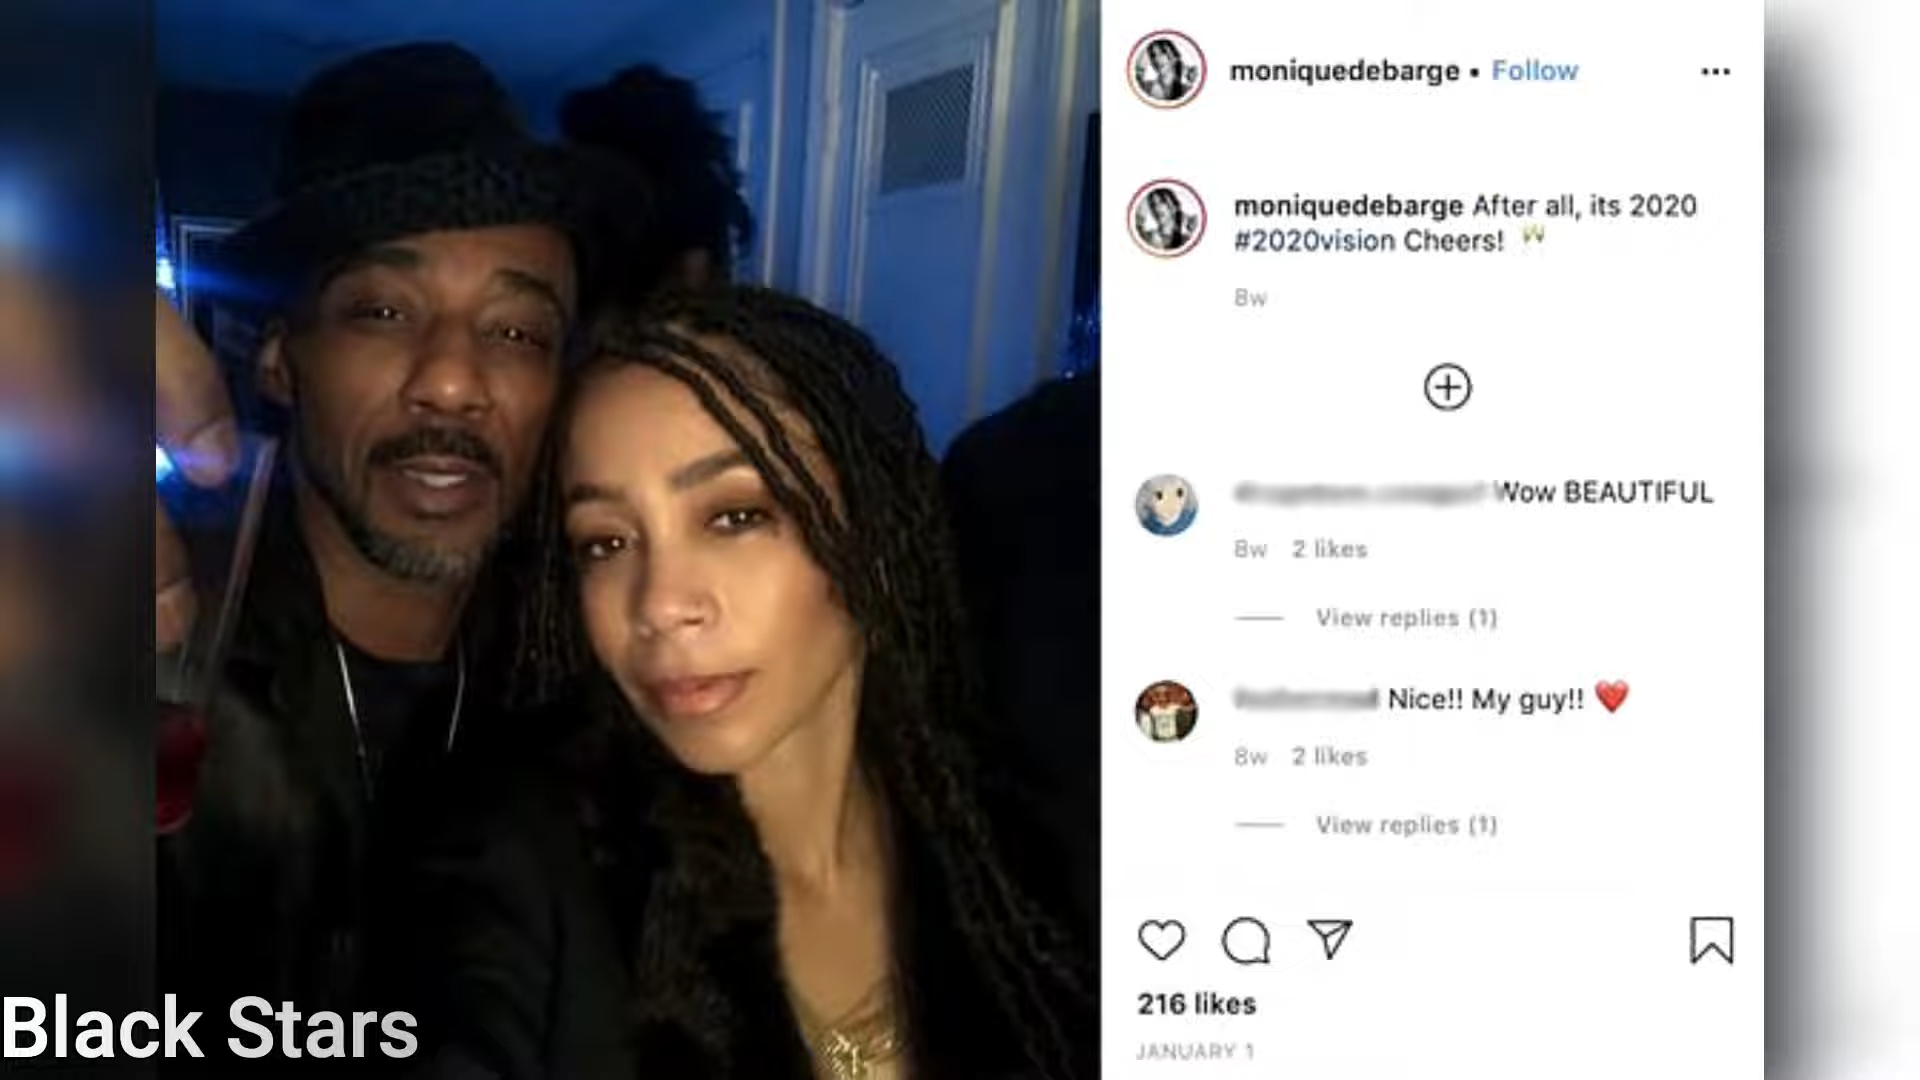 moniquedebarge • Follow
moniquedebarge After all, its 2020
#2020vision Cheers!
8w
Wow BEAUTIFUL
8w 2 likes
View replies (1)
Nice!! My guy!! ❤️
8w 2 likes
View replies (1)
216 likes
JANUARY 1
Black Stars